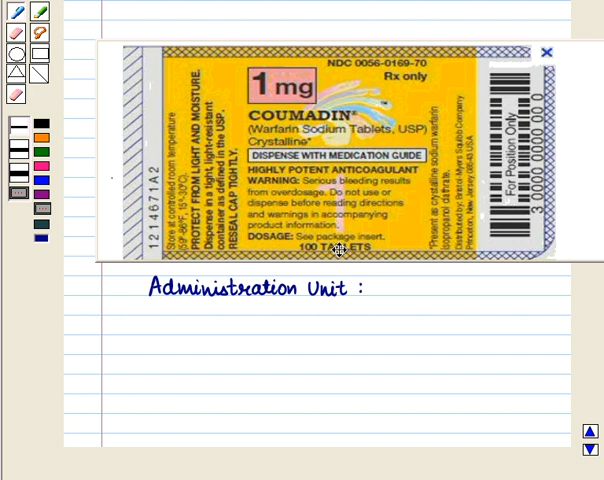 1214671A2
Store at controlled room temperature
(59°-86°F, 15°-30°C).
PROTECT FROM LIGHT AND MOISTURE.
Dispense in a tight, light-resistant
container as defined in the USP.
RESEAL CAP TIGHTLY.
NDC 0056-0169-70
Rx only
1 mg
COUMADIN®
(Warfarin Sodium Tablets, USP)
Crystalline*
DISPENSE WITH MEDICATION GUIDE
HIGHLY POTENT ANTICOAGULANT
WARNING: Serious bleeding results
from overdosage. Do not use or
dispense before reading directions
and warnings in accompanying
product information.
DOSAGE: See package insert.
100 TABLETS
*Present as crystalline sodium warfarin
isopropanol clathrate.
Distributed by: Bristol-Myers Squibb Company
Princeton, New Jersey 08543 USA
For Position Only
3 0000 0000 00 0
Administration Unit :